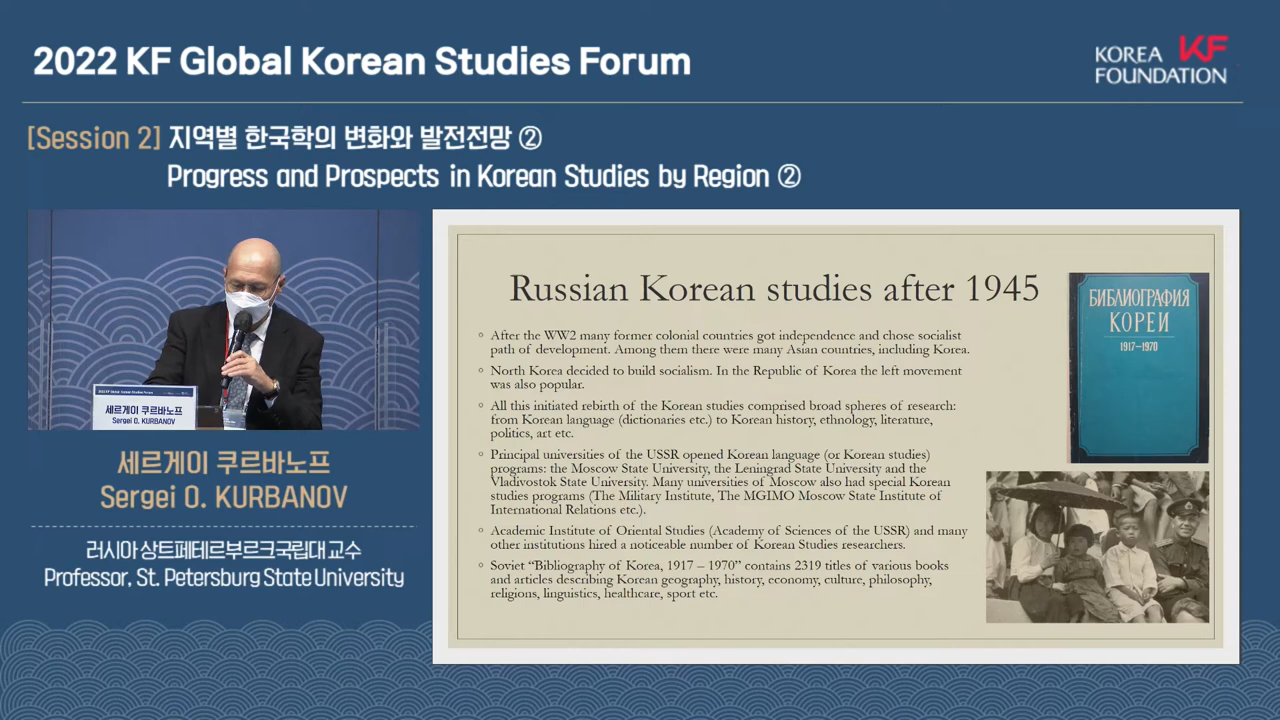 2022 KF Global Korean Studies Forum
KOREA KF
FOUNDATION
[Session 2] 지역별 한국학의 변화와 발전전망 ②
Progress and Prospects in Korean Studies by Region ②
세르게이 쿠르바노프
Sergei O. KURBANOV
세르게이 쿠르바노프
Sergei O. KURBANOV
러시아 상트페테르부르크국립대 교수
Professor, St. Petersburg State University
Russian Korean studies after 1945
◦ After the WW2 many former colonial countries got independence and chose socialist
path of development. Among them there were many Asian countries, including Korea.
◦ North Korea decided to build socialism. In the Republic of Korea the left movement
was also popular.
◦ All this initiated rebirth of the Korean studies comprised broad spheres of research:
from Korean language (dictionaries etc.) to Korean history, ethnology, literature,
politics, art etc.
◦ Principal universities of the USSR opened Korean language (or Korean studies)
programs: the Moscow State University, the Leningrad State University and the
Vladivostok State University. Many universities of Moscow also had special Korean
studies programs (The Military Institute, The MGIMO Moscow State Institute of
International Relations etc.).
◦ Academic Institute of Oriental Studies (Academy of Sciences of the USSR) and many
other institutions hired a noticeable number of Korean Studies researchers.
◦ Soviet “Bibliography of Korea, 1917 – 1970” contains 2319 titles of various books
and articles describing Korean geography, history, economy, culture, philosophy,
religions, linguistics, healthcare, sport etc.
БИБЛИОГРАФИЯ
КОРЕИ
1917–1970